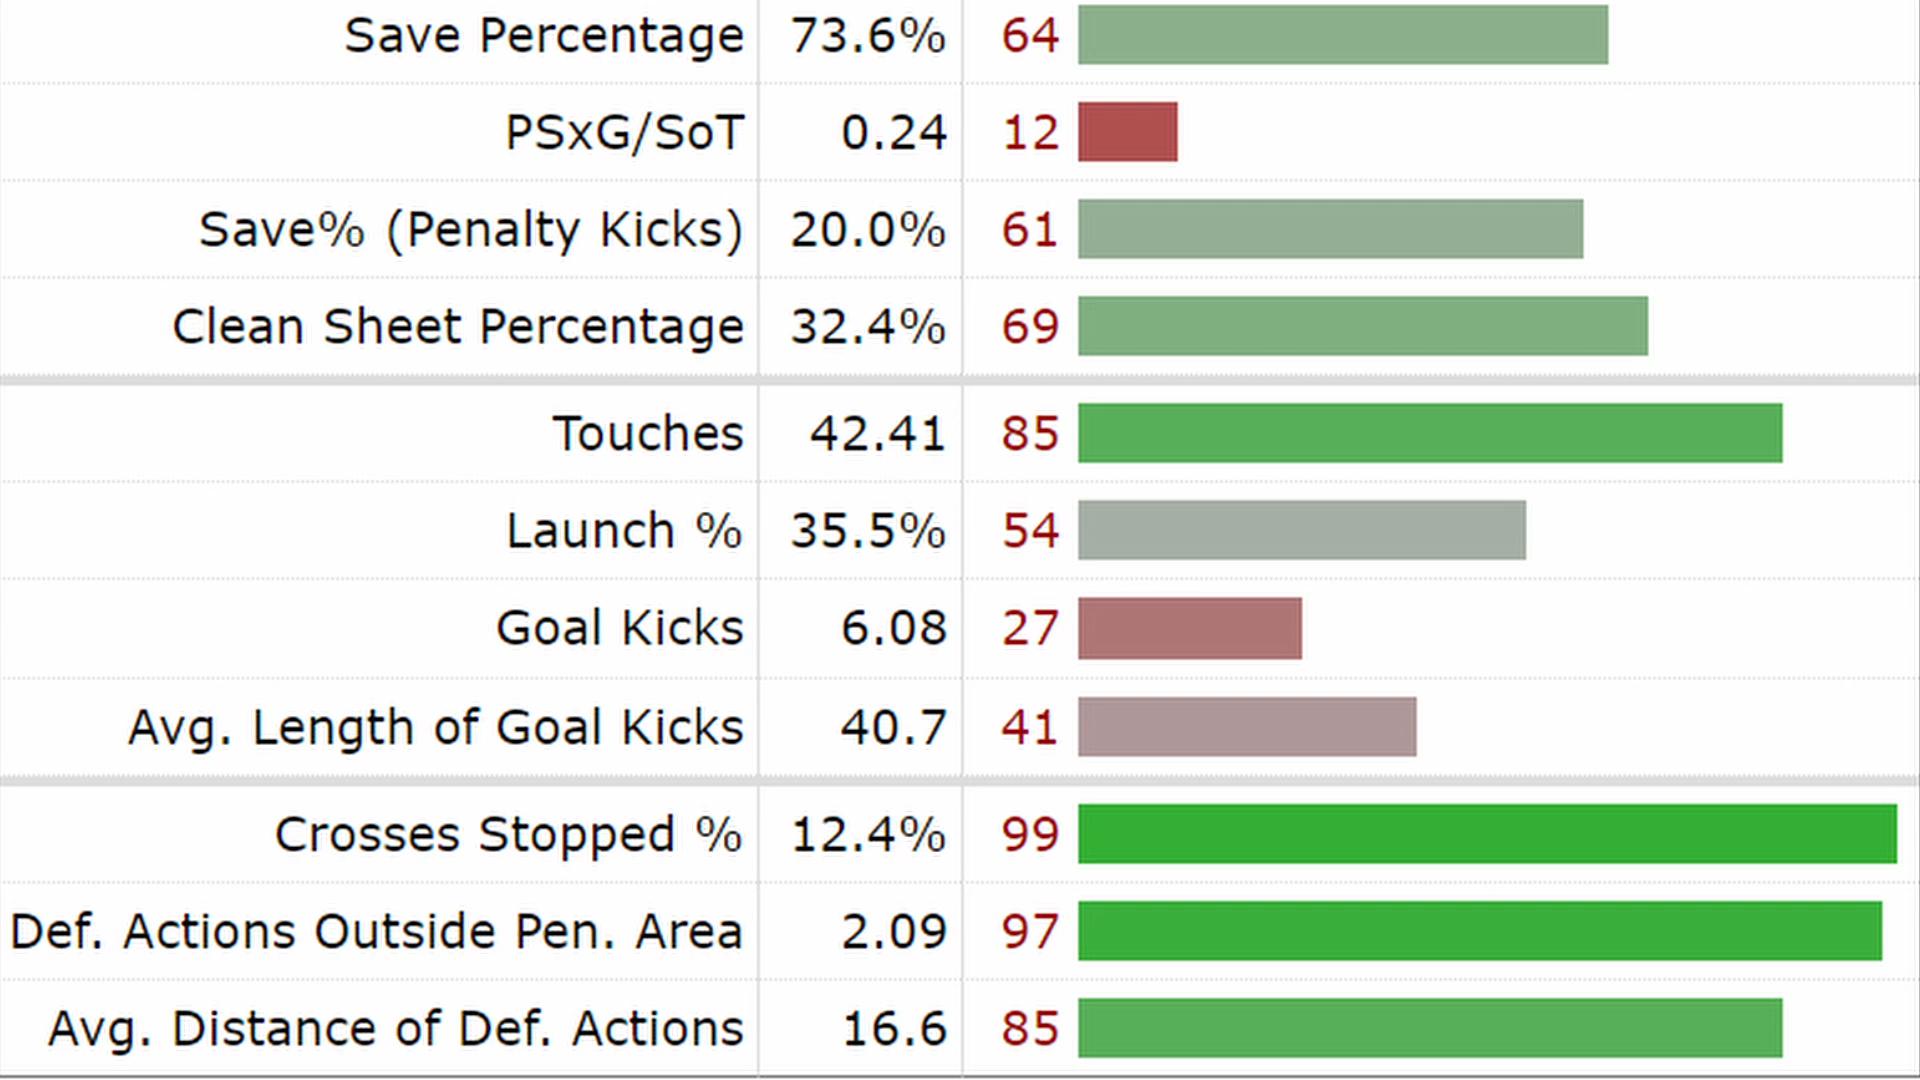 Save Percentage 73.6% 64
PSxG/SoT 0.24 12
Save% (Penalty Kicks) 20.0% 61
Clean Sheet Percentage 32.4% 69
Touches 42.41 85
Launch % 35.5% 54
Goal Kicks 6.08 27
Avg. Length of Goal Kicks 40.7 41
Crosses Stopped % 12.4% 99
Def. Actions Outside Pen. Area 2.09 97
Avg. Distance of Def. Actions 16.6 85